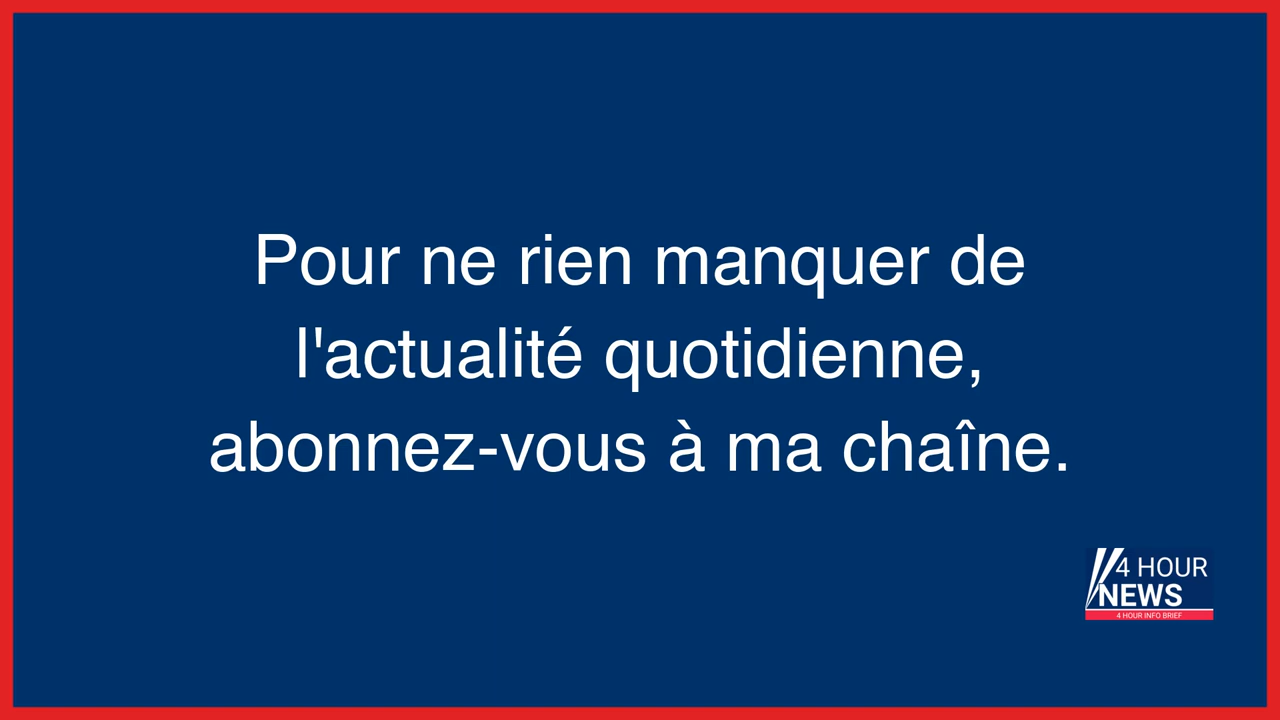 Pour ne rien manquer de
l'actualité quotidienne,
abonnez-vous à ma chaîne.
4 HOUR
NEWS
4 HOUR INFO BRIEF